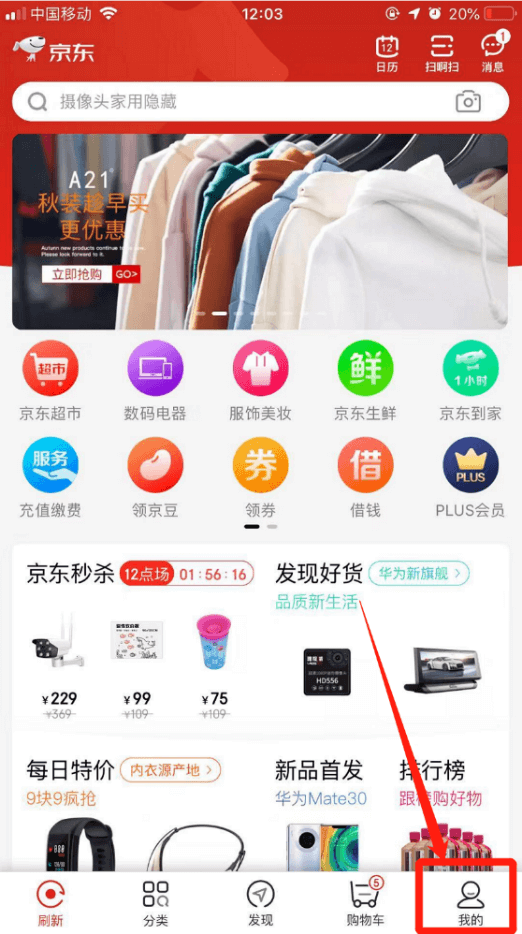 中国移动 12:03 20%
京东
日历 扫啊扫 消息
1
12
摄像头家用隐藏
A21
秋装趁早买
更优惠
Autumn new products continue to
Please look forward to it.
立即抢购 GO>
超市 鲜 1小时
京东超市 数码电器 服饰美妆 京东生鲜 京东到家
服务 券 借 PLUS
充值缴费 领京豆 领券 借钱 PLUS会员
京东秒杀 12点场 01:56:16
发现好货 华为新旗舰 >
品质新生活
HD556
¥229 ¥99 ¥75
¥369 ¥109 ¥109
每日特价 内衣源产地 >
9块9疯抢
新品首发
华为Mate30
排行榜
跟榜购好物
5
刷新 分类 发现 购物车 我的